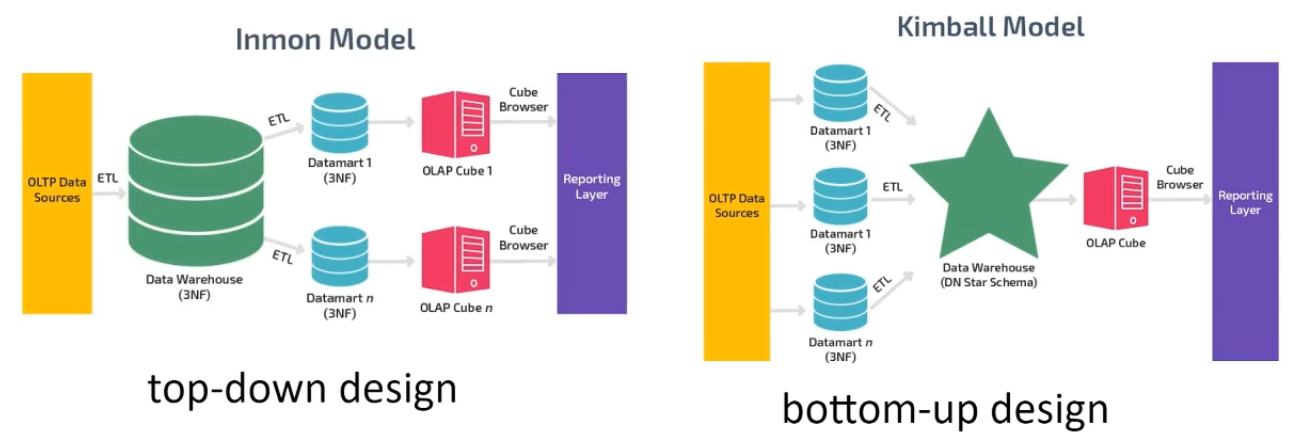 Inmon Model
OLTP Data
Sources
ETL
Data Warehouse
(3NF)
ETL
Datamart 1
(3NF)
OLAP Cube 1
Cube
Browser
ETL
Datamart n
(3NF)
OLAP Cube n
Cube
Browser
Reporting
Layer
top-down design
Kimball Model
OLTP Data
Sources
Datamart 1
(3NF)
ETL
Datamart 1
(3NF)
ETL
Datamart n
(3NF)
ETL
Data Warehouse
(DN Star Schema)
OLAP Cube
Cube
Browser
Reporting
Layer
bottom-up design